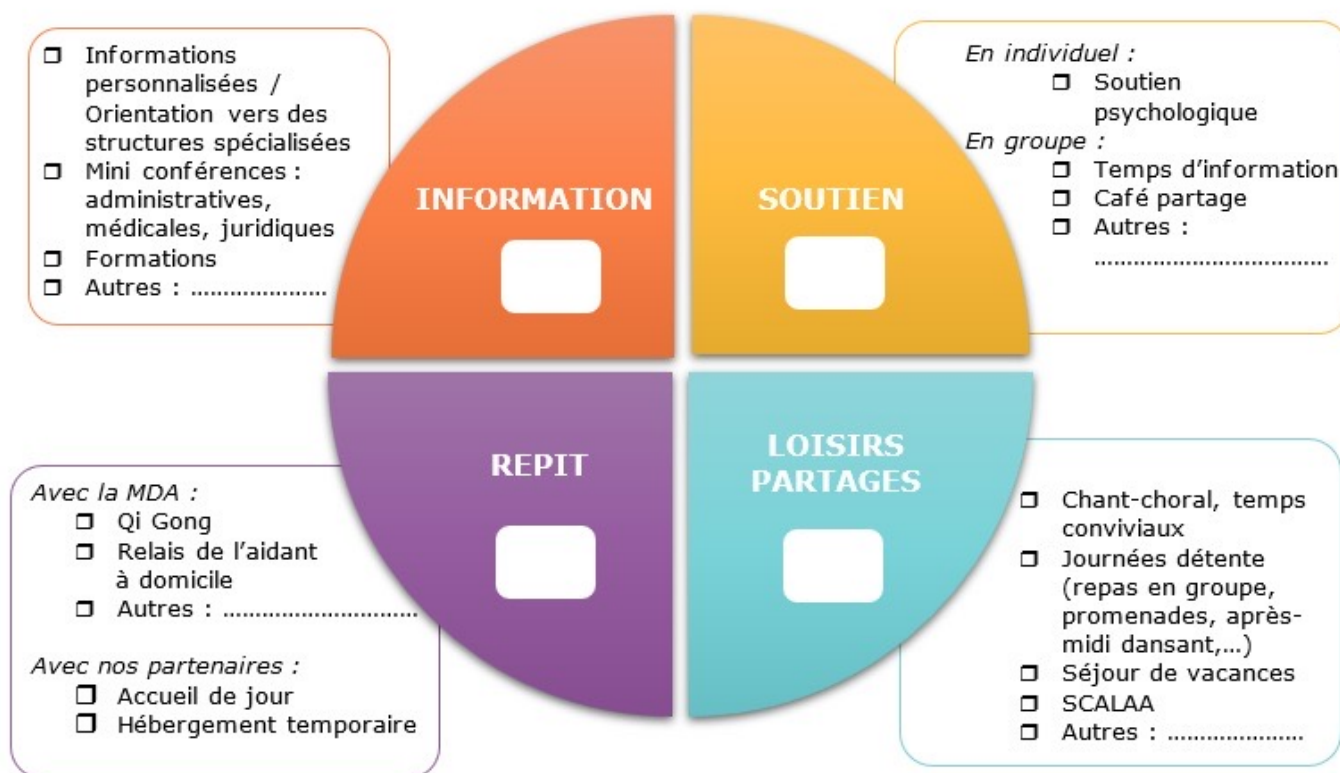 ❒ Informations
personnalisées /
Orientation vers des
structures spécialisées
❒ Mini conférences :
administratives,
médicales, juridiques
❒ Formations
❒ Autres : .....................
INFORMATION
SOUTIEN
En individuel :
❒ Soutien
psychologique
En groupe :
❒ Temps d’information
❒ Café partage
❒ Autres :
...................................
REPIT
Avec la MDA :
❒ Qi Gong
❒ Relais de l’aidant
à domicile
❒ Autres : ..............................
Avec nos partenaires :
❒ Accueil de jour
❒ Hébergement temporaire
LOISIRS
PARTAGES
❒ Chant-choral, temps
conviviaux
❒ Journées détente
(repas en groupe,
promenades, après-
midi dansant,…)
❒ Séjour de vacances
❒ SCALAA
❒ Autres : .....................